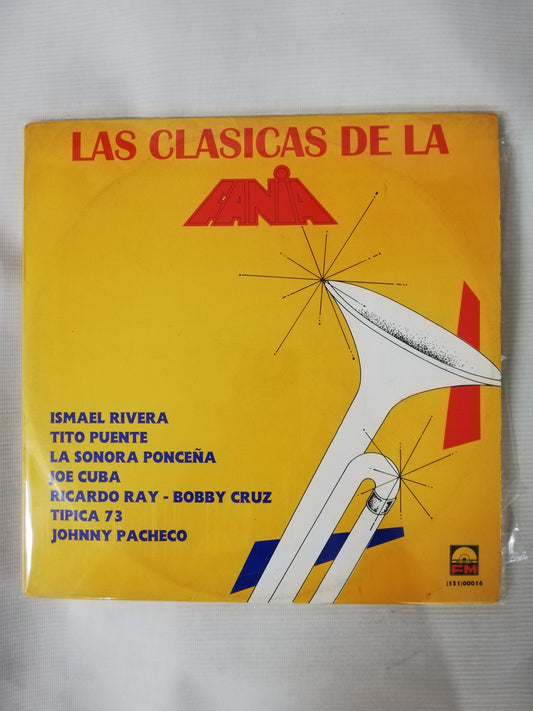 LAS CLASICAS DE LA
FANIA
ISMAEL RIVERA
TITO PUENTE
LA SONORA PONCEÑA
JOE CUBA
RICARDO RAY - BOBBY CRUZ
TIPICA 73
JOHNNY PACHECO
FM
(151)00016